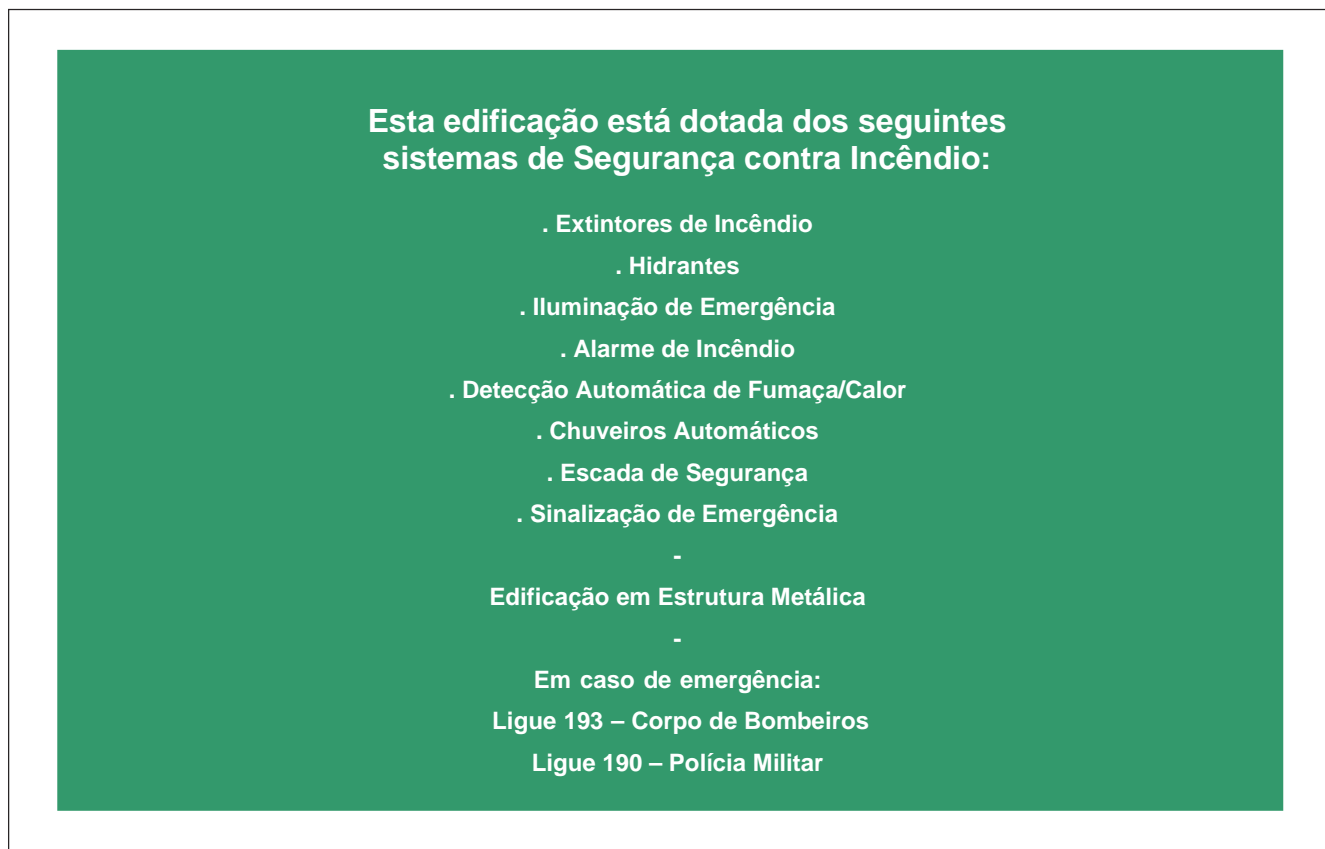 Esta edificação está dotada dos seguintes
sistemas de Segurança contra Incêndio:
. Extintores de Incêndio
. Hidrantes
. Iluminação de Emergência
. Alarme de Incêndio
. Detecção Automática de Fumaça/Calor
. Chuveiros Automáticos
. Escada de Segurança
. Sinalização de Emergência
-
Edificação em Estrutura Metálica
-
Em caso de emergência:
Ligue 193 – Corpo de Bombeiros
Ligue 190 – Polícia Militar